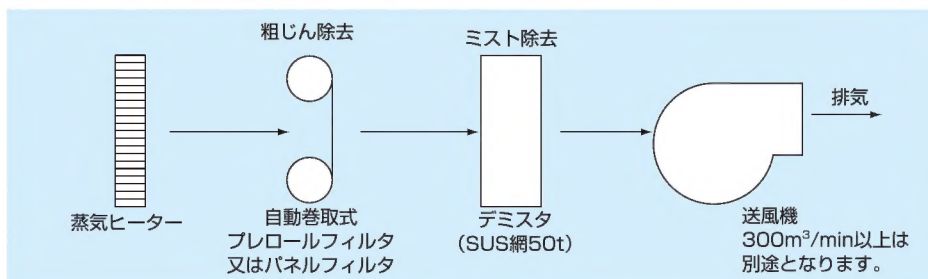 粗じん除去
ミスト除去
排気
蒸気ヒーター
自動巻取式
プレロールフィルタ
又はパネルフィルタ
デミスタ
(SUS網50t)
送風機
300m³/min以上は
別途となります。